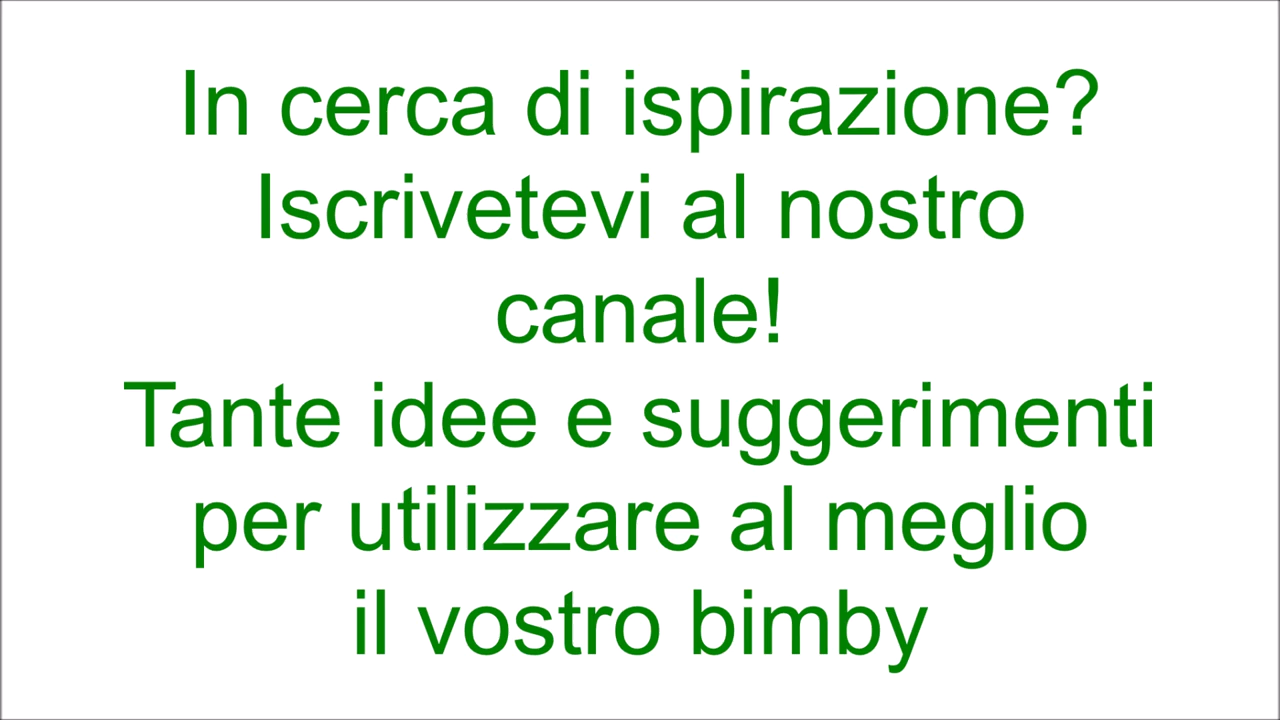 In cerca di ispirazione?
Iscrivetevi al nostro
canale!
Tante idee e suggerimenti
per utilizzare al meglio
il vostro bimby